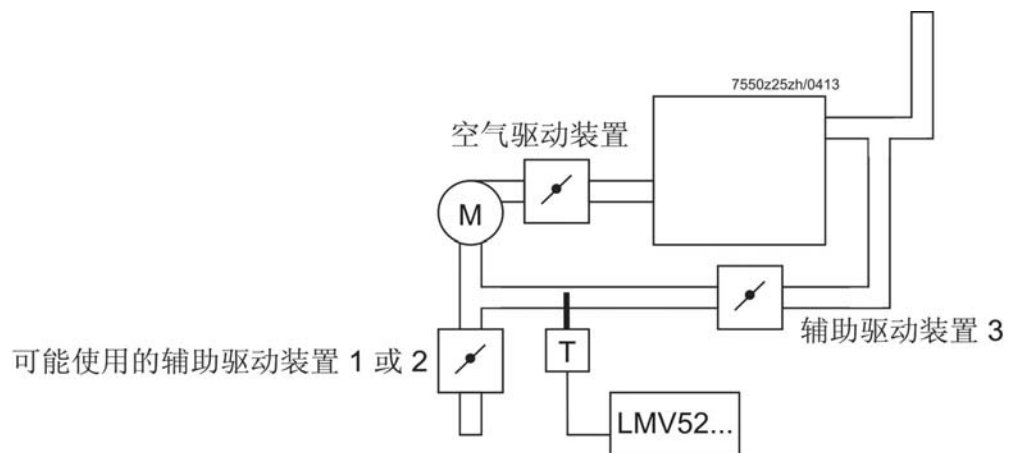 7550z25zh/0413
空气驱动装置
M
辅助驱动装置 3
可能使用的辅助驱动装置 1 或 2
T
LMV52...